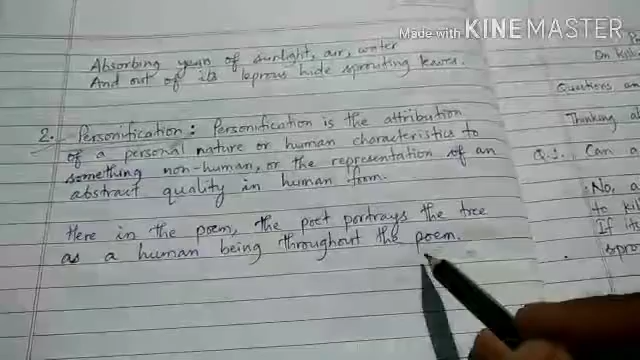 Made with KINEMASTER
Absorbing years of sunlight, air, water
And out of its leprous hide sprouting leaves.
2. Personification: Personification is the attribution
of a personal nature or human characteristics to
something non-human, or the representation of an
abstract quality in human form.
Here in the poem, the poet portrays the tree
as a human being throughout the poem.
Questions an
Thinking a
Q.1. Can a
No, a
to kil
If its
spro